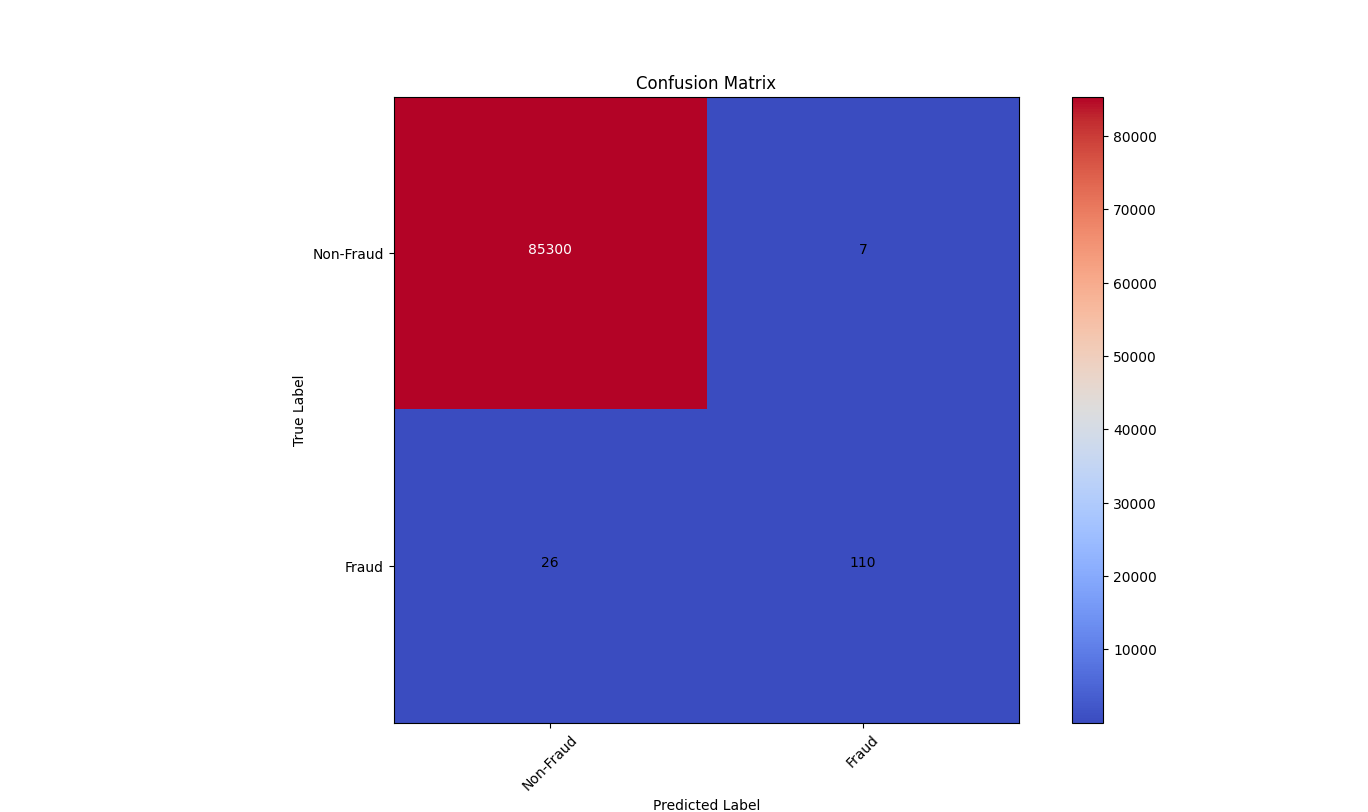 Confusion Matrix
True Label
Non-Fraud
85300
7
Fraud
26
110
Non-Fraud
Fraud
Predicted Label
80000
70000
60000
50000
40000
30000
20000
10000